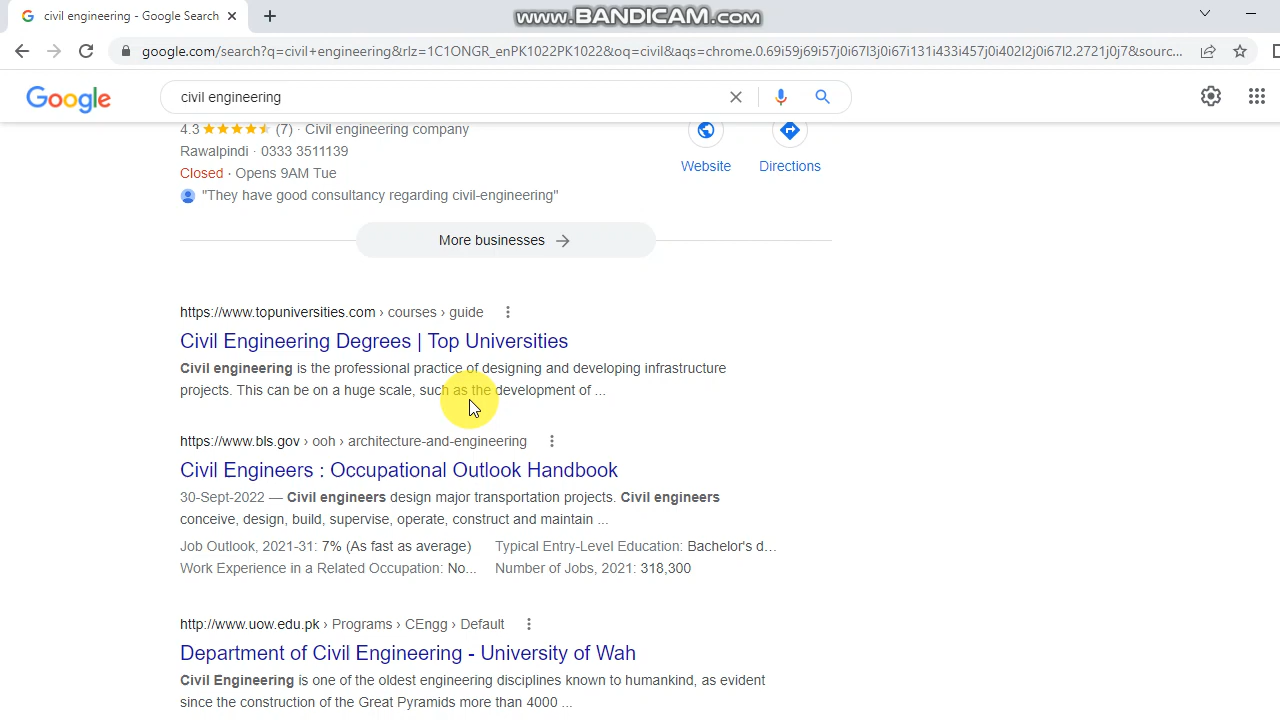 civil engineering - Google Search
www.BANDICAM.com
google.com/search?q=civil+engineering&rlz=1C1ONGR_enPK1022PK1022&oq=civil&aqs=chrome.0.69i59j69i57j0i67l3j0i67i131i433i457j0i402l2j0i67l2.2721j0j7&sourc...
Google
civil engineering
4.3 (7) · Civil engineering company
Rawalpindi · 0333 3511139
Closed · Opens 9AM Tue
"They have good consultancy regarding civil-engineering"
Website
Directions
More businesses
https://www.topuniversities.com › courses › guide
Civil Engineering Degrees | Top Universities
Civil engineering is the professional practice of designing and developing infrastructure
projects. This can be on a huge scale, such as the development of ...
https://www.bls.gov › ooh › architecture-and-engineering
Civil Engineers : Occupational Outlook Handbook
30-Sept-2022 — Civil engineers design major transportation projects. Civil engineers
conceive, design, build, supervise, operate, construct and maintain ...
Job Outlook, 2021-31: 7% (As fast as average) Typical Entry-Level Education: Bachelor's d...
Work Experience in a Related Occupation: No... Number of Jobs, 2021: 318,300
http://www.uow.edu.pk › Programs › CEngg › Default
Department of Civil Engineering - University of Wah
Civil Engineering is one of the oldest engineering disciplines known to humankind, as evident
since the construction of the Great Pyramids more than 4000 ...